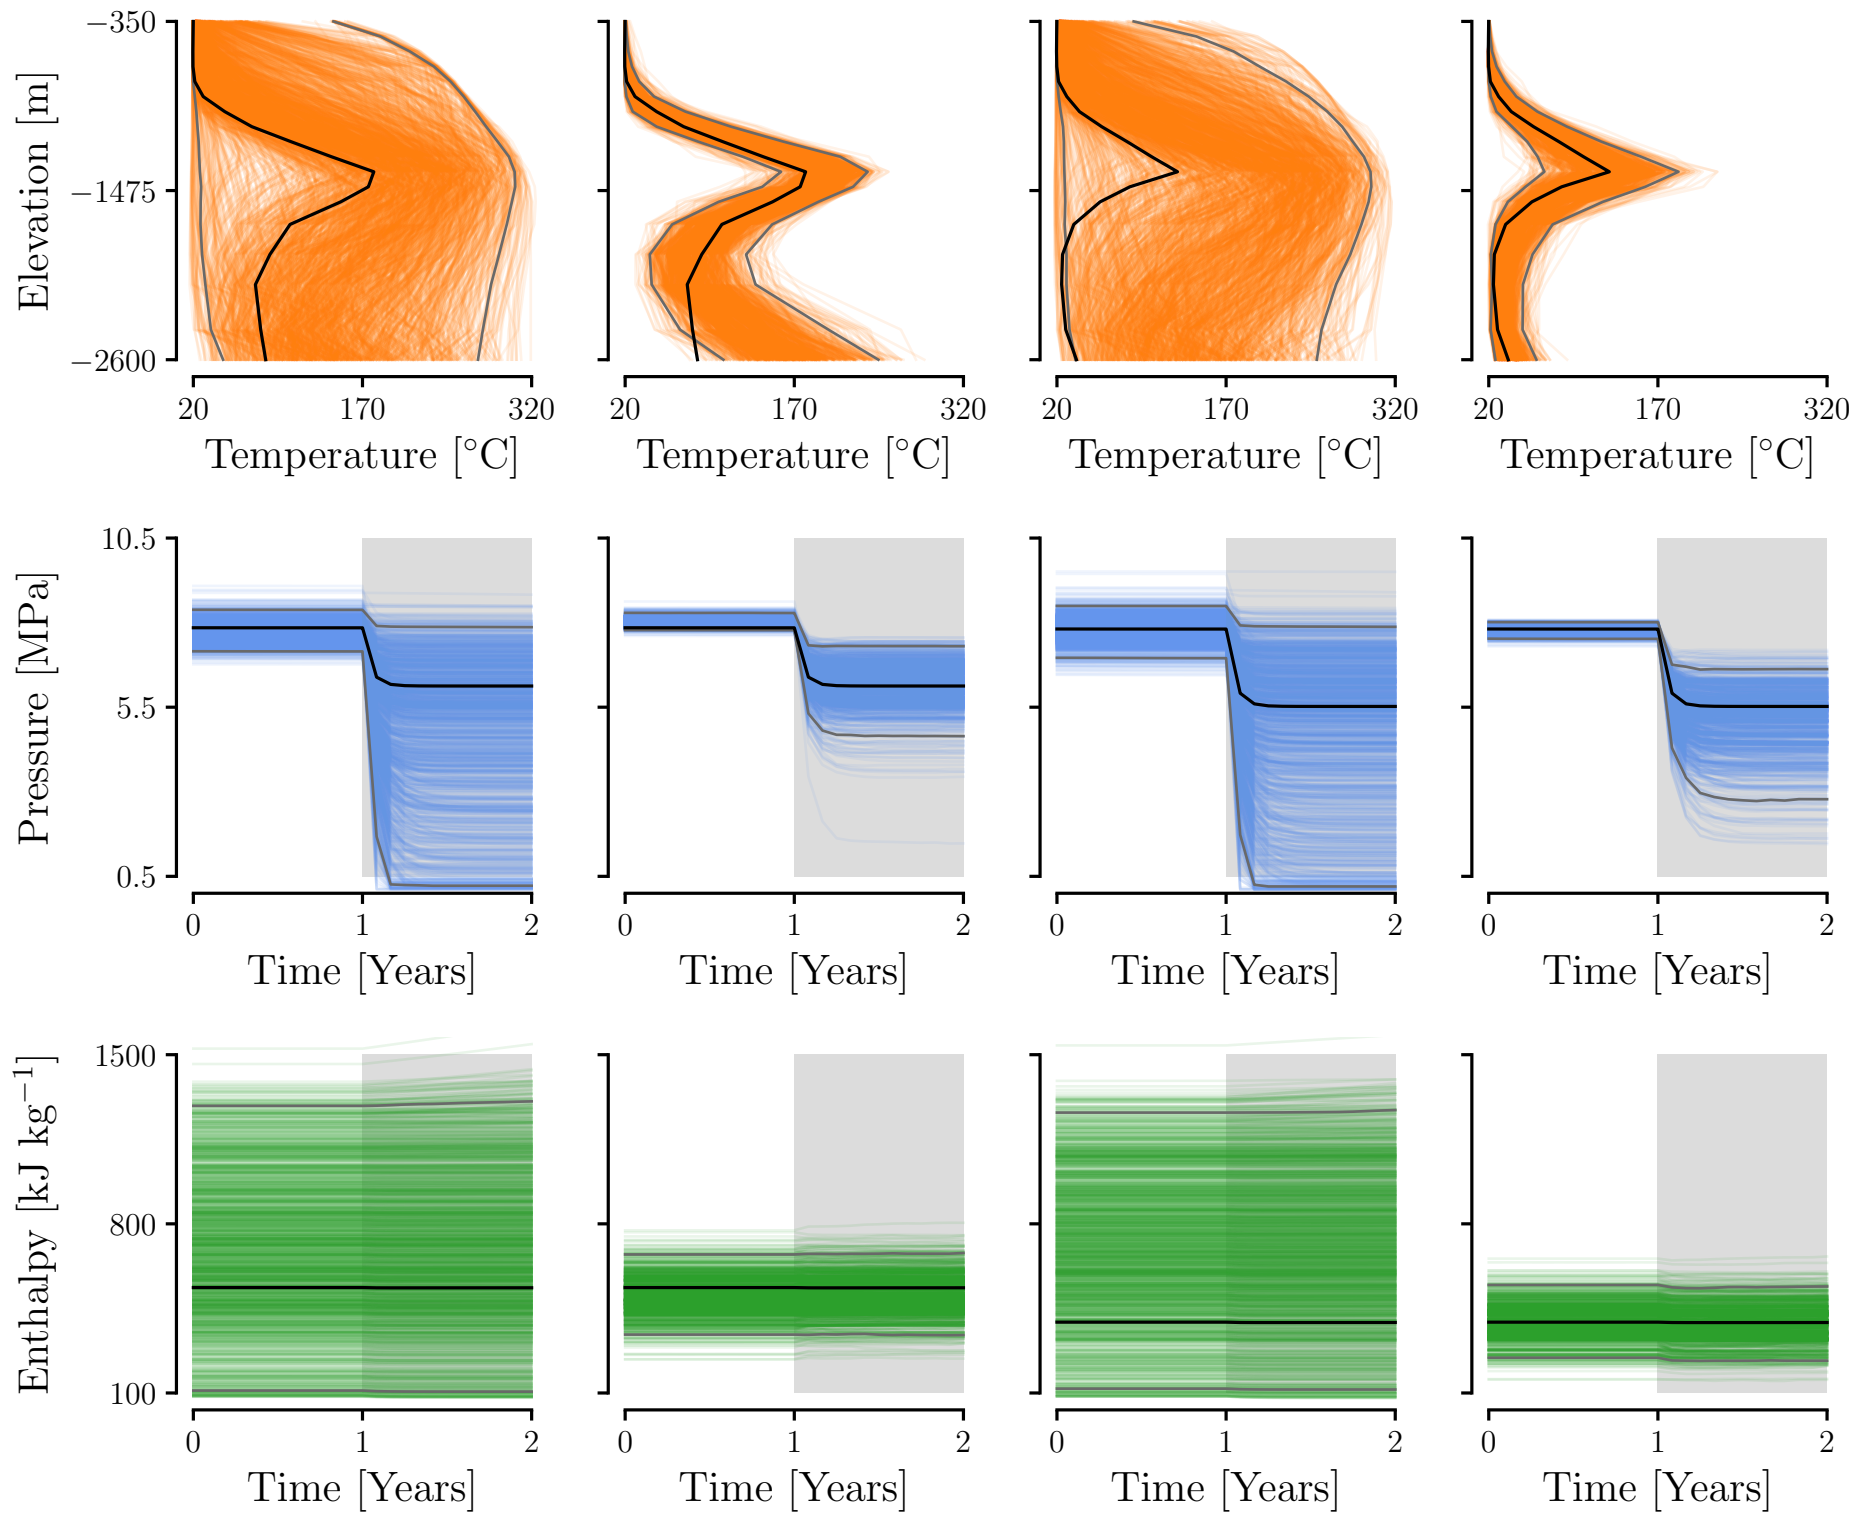 Elevation [m]
−350
−1475
−2600
20 170 320
20 170 320
20 170 320
20 170 320
Temperature [°C]
Temperature [°C]
Temperature [°C]
Temperature [°C]
Pressure [MPa]
10.5
5.5
0.5
0 1 2
0 1 2
0 1 2
0 1 2
Time [Years]
Time [Years]
Time [Years]
Time [Years]
Enthalpy [kJ kg⁻¹]
1500
800
100
0 1 2
0 1 2
0 1 2
0 1 2
Time [Years]
Time [Years]
Time [Years]
Time [Years]